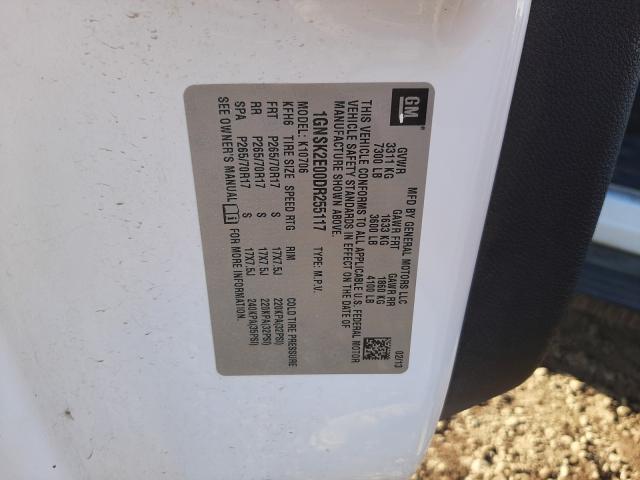 GM
MFD BY GENERAL MOTORS LLC
02/13
GVWR GAWR FRT GAWR RR
3311 KG 1633 KG 1860 KG
7300 LB 3600 LB 4100 LB
THIS VEHICLE CONFORMS TO ALL APPLICABLE U.S. FEDERAL MOTOR
VEHICLE SAFETY STANDARDS IN EFFECT ON THE DATE OF
MANUFACTURE SHOWN ABOVE.
1GNSK2E00DR255117 TYPE: M.P.V.
MODEL: K10706
KFH6 TIRE SIZE SPEED RTG RIM COLD TIRE PRESSURE
FRT P265/70R17 S 17X7.5J 220KPA(32PSI)
RR P265/70R17 S 17X7.5J 220KPA(32PSI)
SPA P265/70R17 S 17X7.5J 240KPA(35PSI)
SEE OWNER'S MANUAL FOR MORE INFORMATION